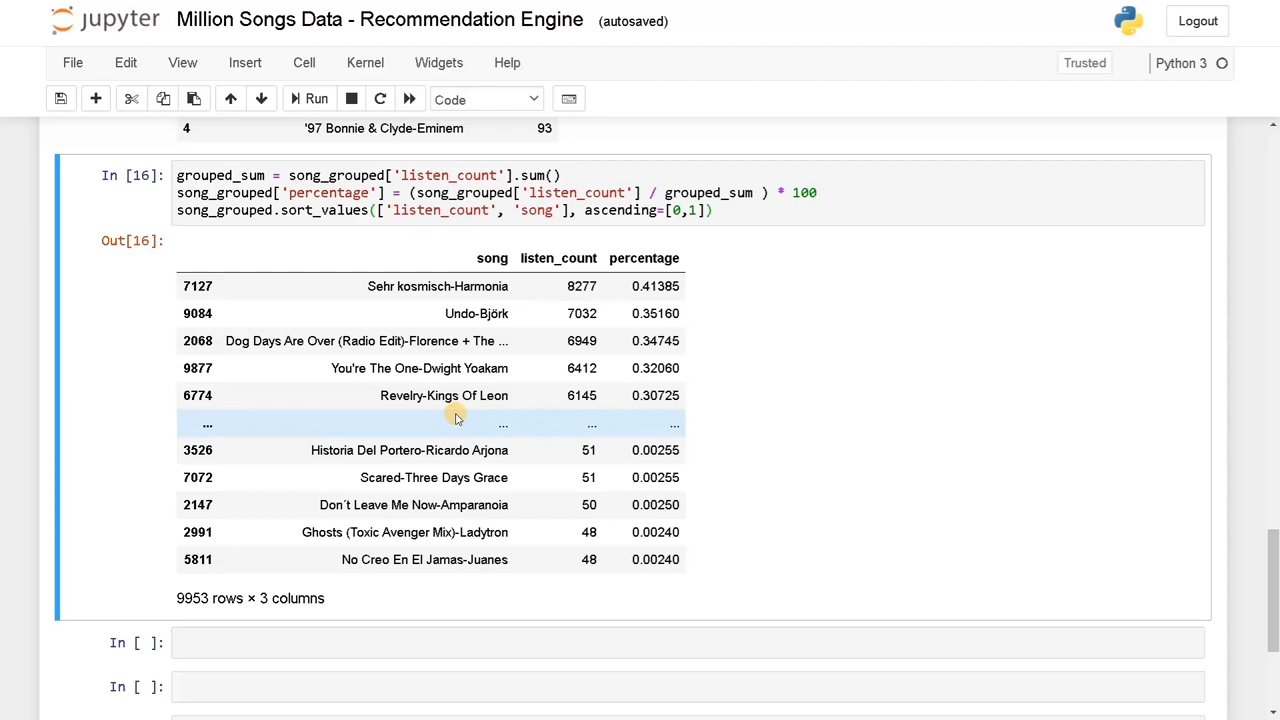 jupyter Million Songs Data - Recommendation Engine (autosaved) Logout
File Edit View Insert Cell Kernel Widgets Help Trusted Python 3
Run Code
4 '97 Bonnie & Clyde-Eminem 93
In [16]: grouped_sum = song_grouped['listen_count'].sum()
song_grouped['percentage'] = (song_grouped['listen_count'] / grouped_sum ) * 100
song_grouped.sort_values(['listen_count', 'song'], ascending=[0,1])
Out[16]:
song listen_count percentage
7127 Sehr kosmisch-Harmonia 8277 0.41385
9084 Undo-Björk 7032 0.35160
2068 Dog Days Are Over (Radio Edit)-Florence + The ... 6949 0.34745
9877 You're The One-Dwight Yoakam 6412 0.32060
6774 Revelry-Kings Of Leon 6145 0.30725
... ... ... ...
3526 Historia Del Portero-Ricardo Arjona 51 0.00255
7072 Scared-Three Days Grace 51 0.00255
2147 Don´t Leave Me Now-Amparanoia 50 0.00250
2991 Ghosts (Toxic Avenger Mix)-Ladytron 48 0.00240
5811 No Creo En El Jamas-Juanes 48 0.00240
9953 rows × 3 columns
In [ ]:
In [ ]: